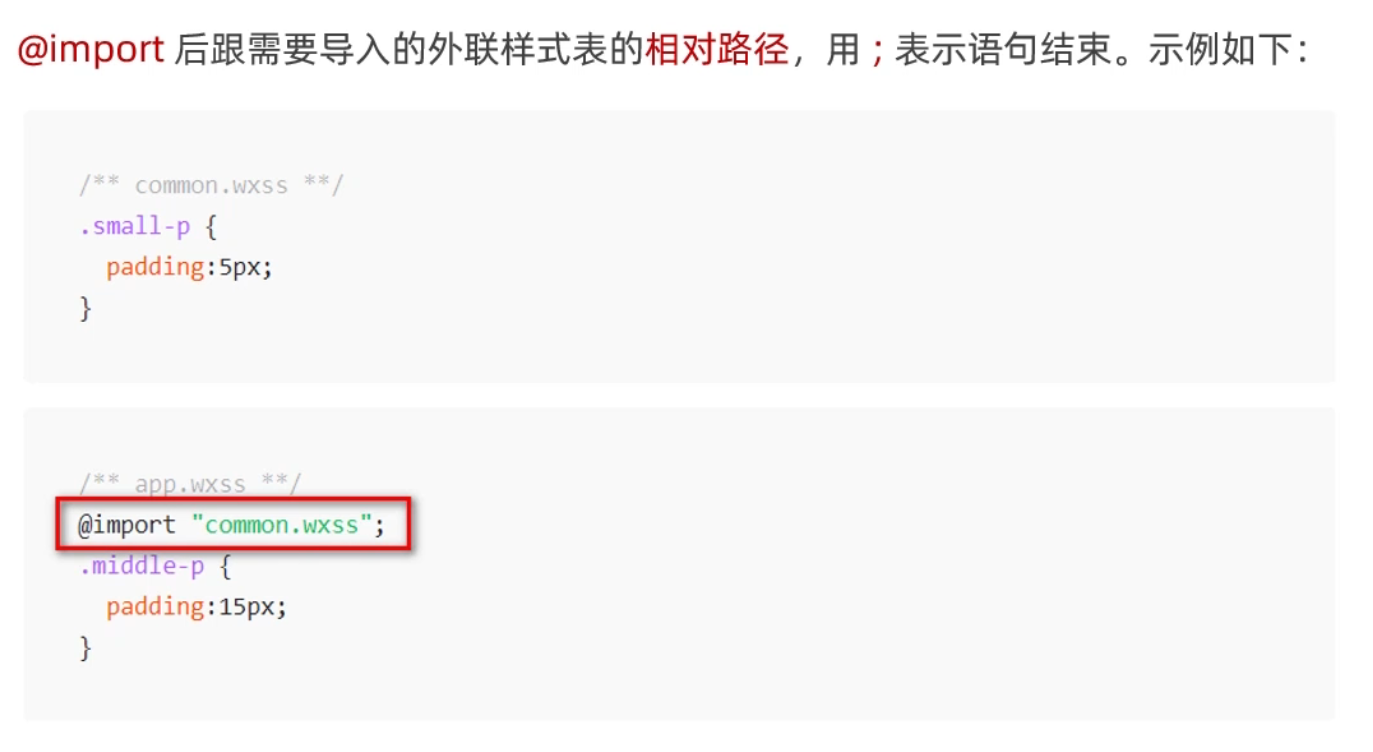 @import 后跟需要导入的外联样式表的相对路径，用 ; 表示语句结束。示例如下：
/** common.wxss **/
.small-p {
  padding:5px;
}
/** app.wxss **/
@import "common.wxss";
.middle-p {
  padding:15px;
}